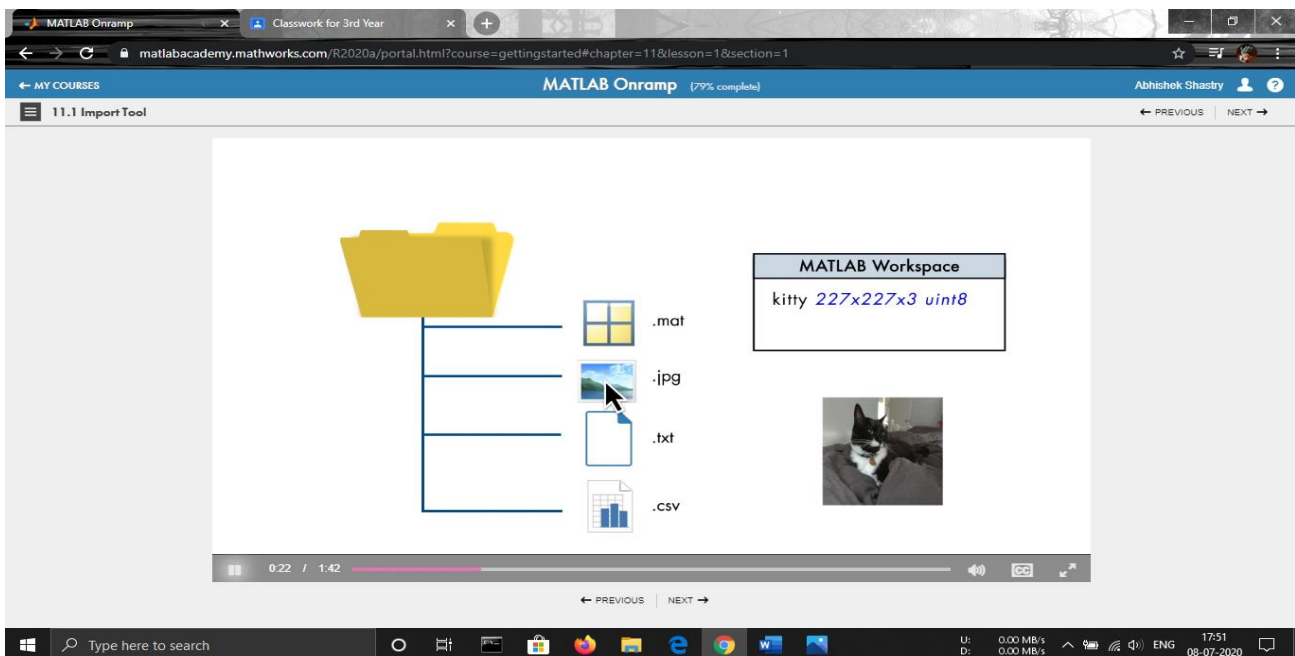 MATLAB Onramp
Classwork for 3rd Year
matlabacademy.mathworks.com/R2020a/portal.html?course=gettingstarted#chapter=11&lesson=1&section=1
← MY COURSES
MATLAB Onramp (79% complete)
Abhishek Shastry
11.1 Import Tool
← PREVIOUS | NEXT →
MATLAB Workspace
kitty 227x227x3 uint8
.mat
.jpg
.txt
.csv
0:22 / 1:42
CC
← PREVIOUS | NEXT →
Type here to search
U: 0.00 MB/s
D: 0.00 MB/s
ENG
17:51
08-07-2020